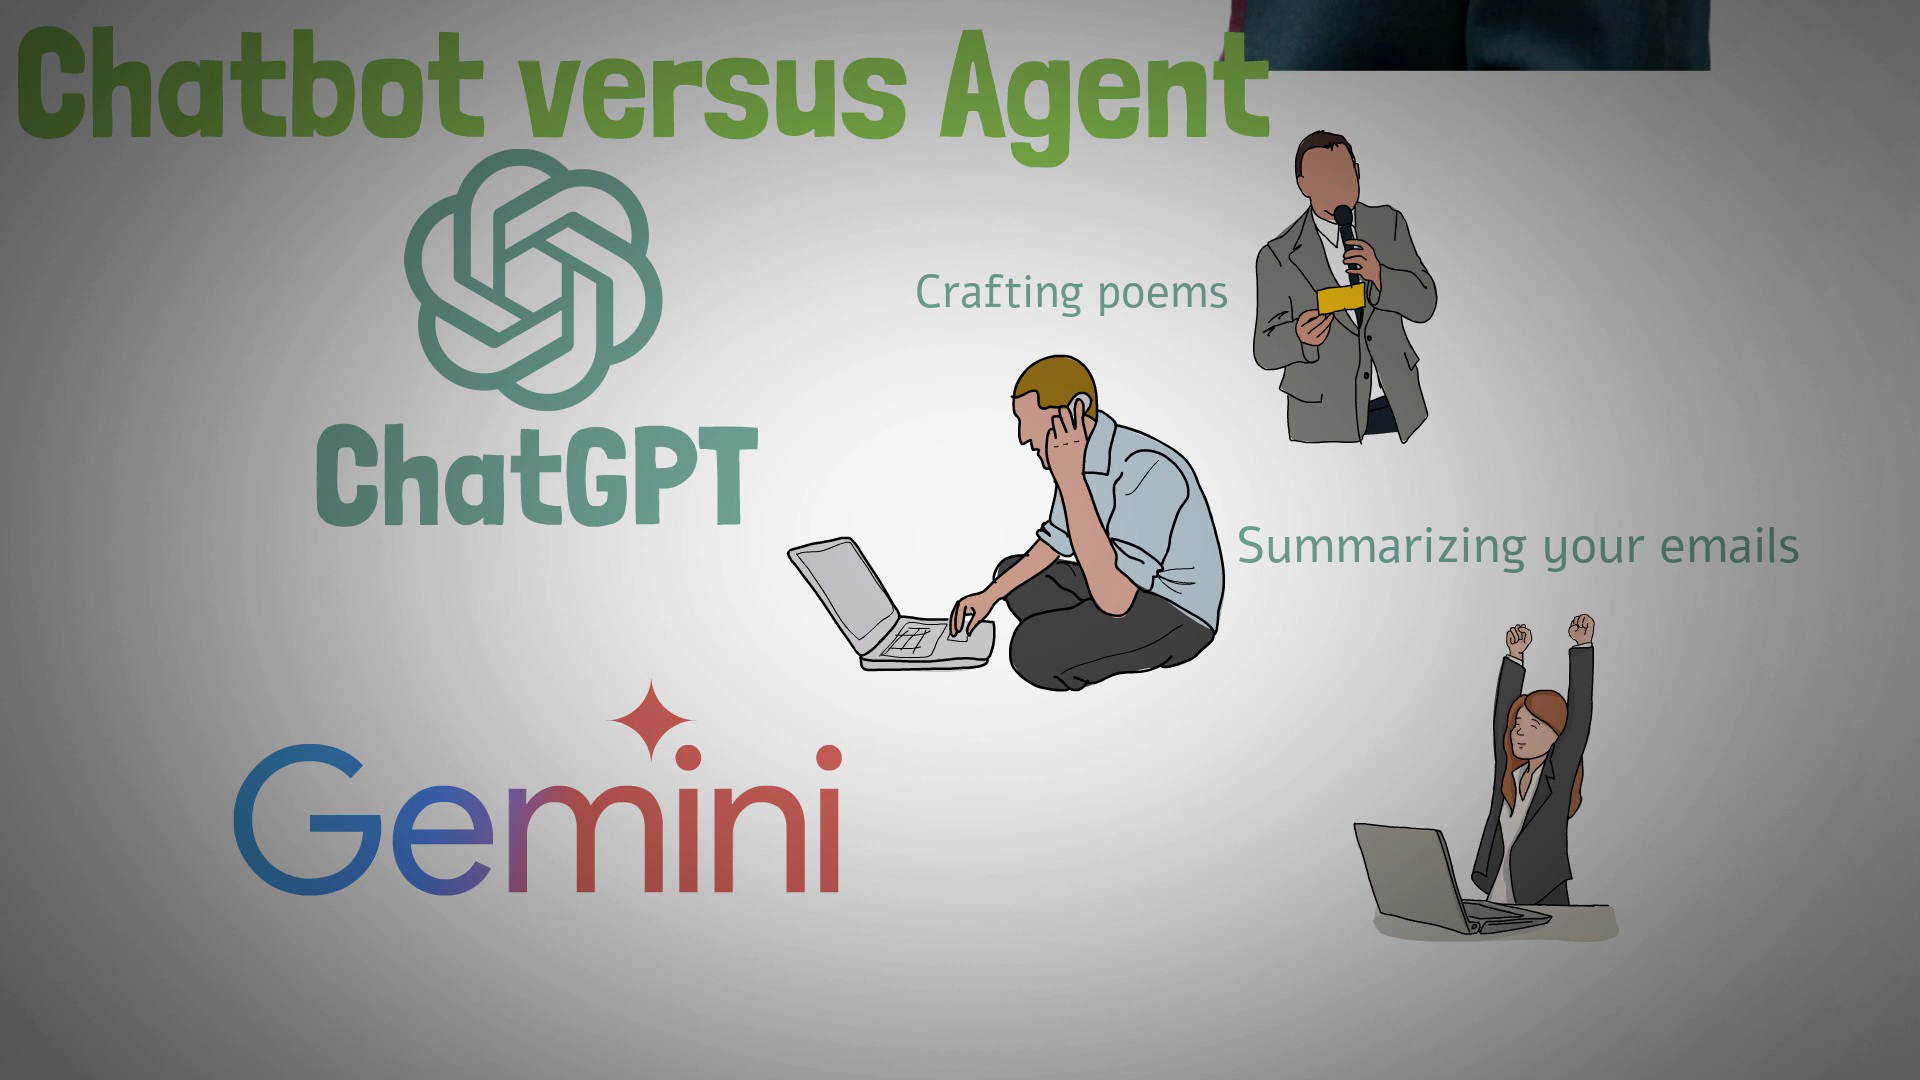 Chatbot versus Agent
Crafting poems
ChatGPT
Summarizing your emails
Gemini